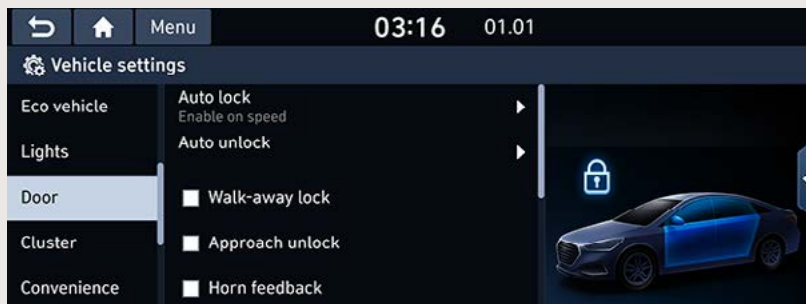 Menu
03:16
01.01
Vehicle settings
Eco vehicle
Lights
Door
Cluster
Convenience
Auto lock
Enable on speed
Auto unlock
Walk-away lock
Approach unlock
Horn feedback